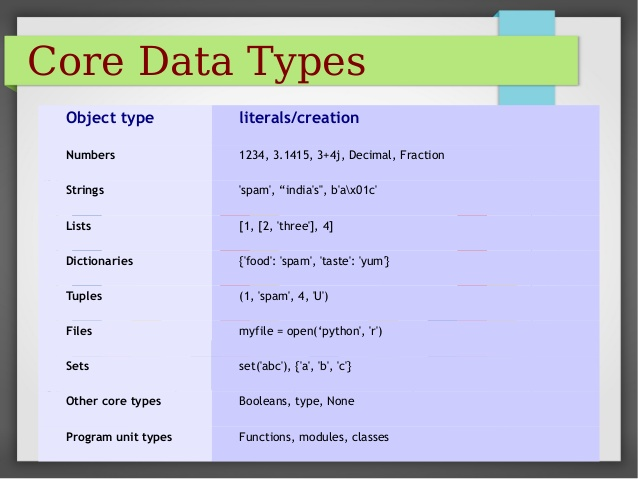 Core Data Types
Object type literals/creation
Numbers 1234, 3.1415, 3+4j, Decimal, Fraction
Strings 'spam', “india's", b'a\x01c'
Lists [1, [2, 'three'], 4]
Dictionaries {'food': 'spam', 'taste': 'yum'}
Tuples (1, 'spam', 4, 'U')
Files myfile = open(‘python', 'r')
Sets set('abc'), {'a', 'b', 'c'}
Other core types Booleans, type, None
Program unit types Functions, modules, classes